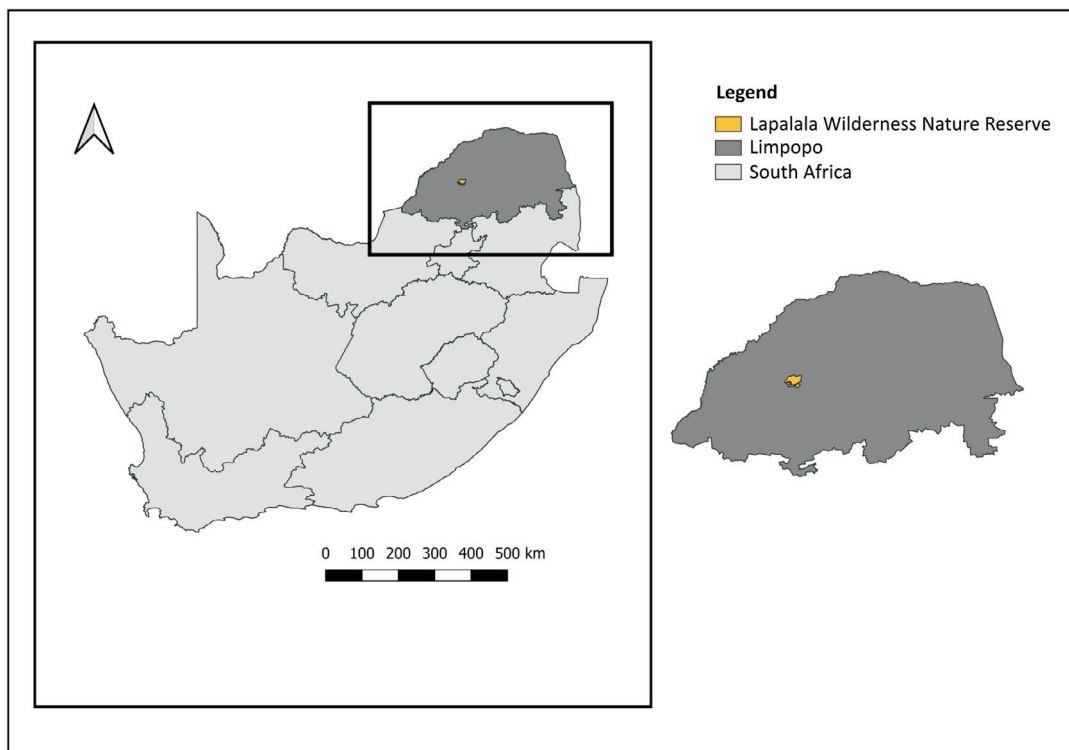 Legend
Lapalala Wilderness Nature Reserve
Limpopo
South Africa
0 100 200 300 400 500 km